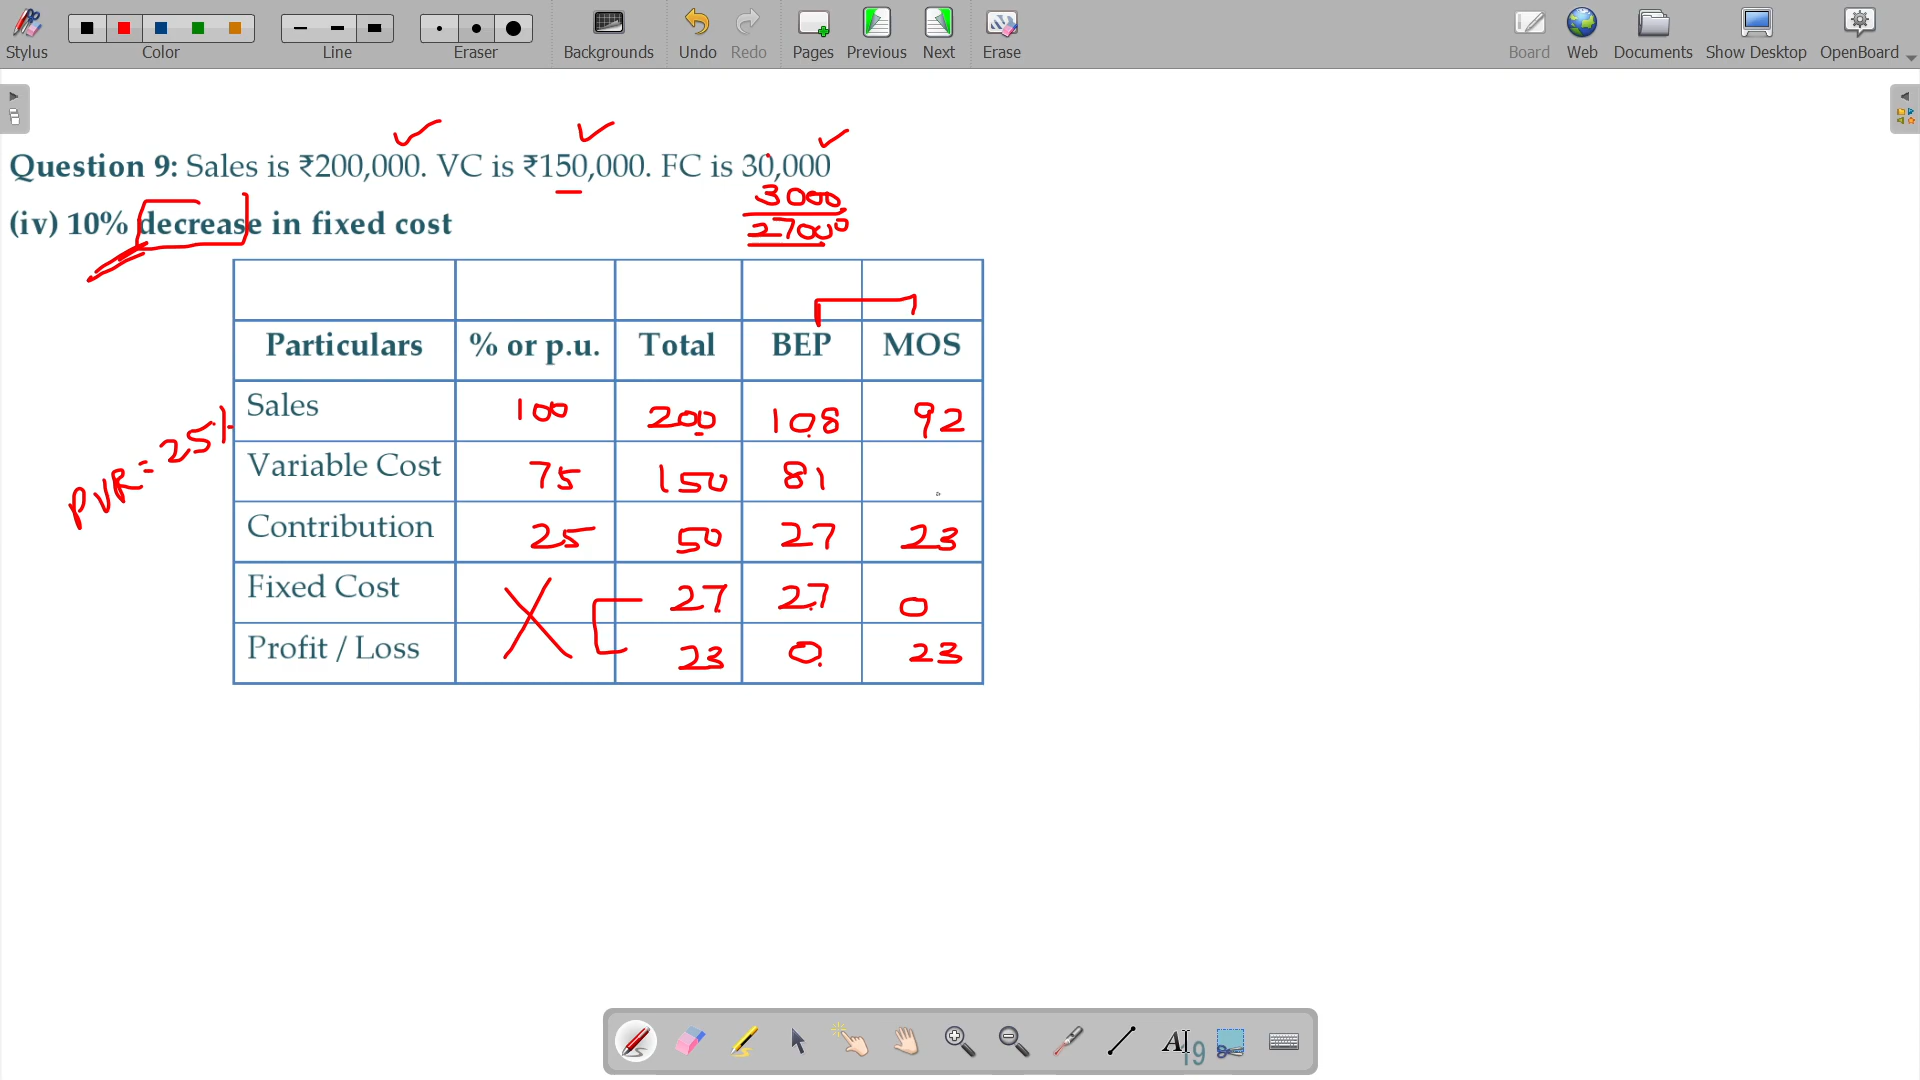 Stylus Color Line Eraser Backgrounds Undo Redo Pages Previous Next Erase Board Web Documents Show Desktop OpenBoard
Question 9: Sales is ₹200,000. VC is ₹150,000. FC is 30,000
3000
(iv) 10% decrease in fixed cost
27000
Particulars % or p.u. Total BEP MOS
Sales 100 200 108 92
PVR = 25%
Variable Cost 75 150 81
Contribution 25 50 27 23
Fixed Cost 27 27 0
Profit / Loss 23 0 23
19